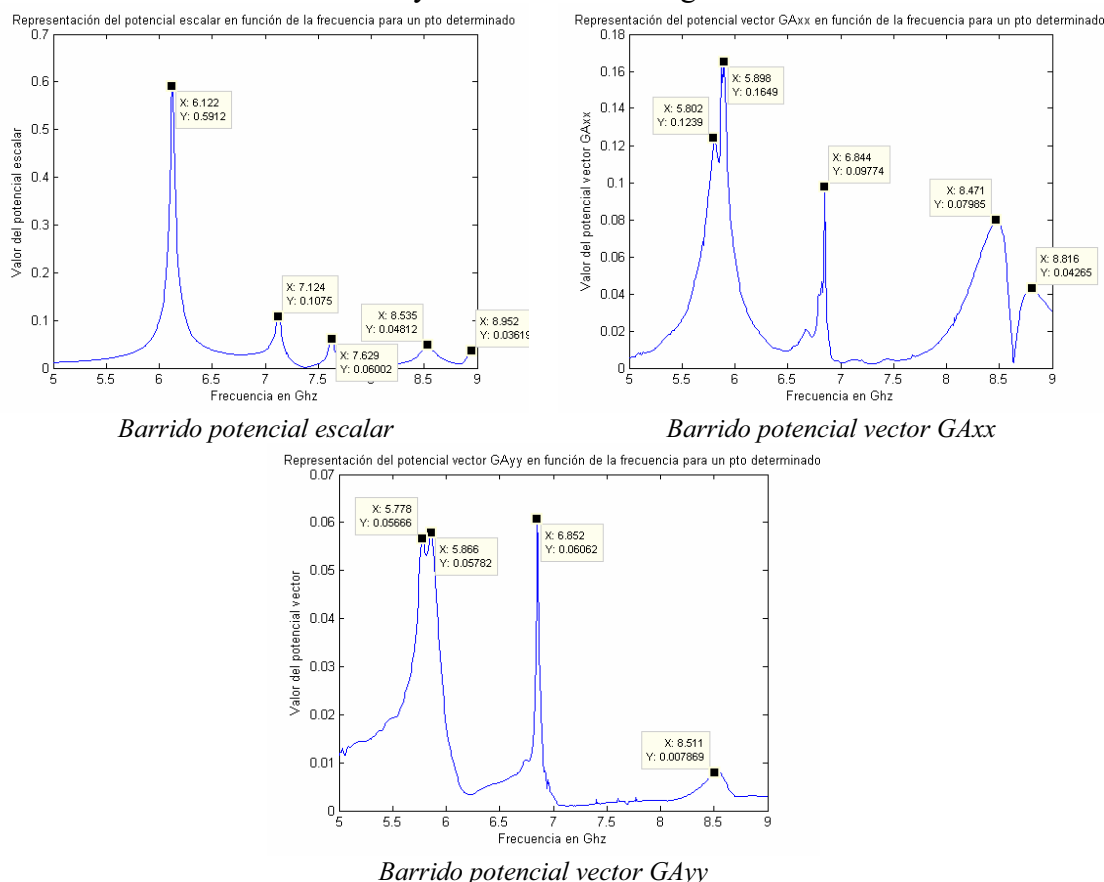 y
Representación del potencial escalar en función de la frecuencia para un pto determinado
0.7
0.6
0.5
0.4
0.3
0.2
0.1
0
Valor del potencial escalar
X: 6.122
Y: 0.5912
X: 7.124
Y: 0.1075
X: 7.629
Y: 0.06002
X: 8.535
Y: 0.04812
X: 8.952
Y: 0.03619
5 5.5 6 6.5 7 7.5 8 8.5 9
Frecuencia en Ghz
Barrido potencial escalar
Representación del potencial vector GAxx en función de la frecuencia para un pto determinado
0.18
0.16
0.14
0.12
0.1
0.08
0.06
0.04
0.02
0
Valor del potencial vector GAxx
X: 5.898
Y: 0.1649
X: 5.802
Y: 0.1239
X: 6.844
Y: 0.09774
X: 8.471
Y: 0.07985
X: 8.816
Y: 0.04265
5 5.5 6 6.5 7 7.5 8 8.5 9
Frecuencia en Ghz
Barrido potencial vector GAxx
Representación del potencial vector GAyy en función de la frecuencia para un pto determinado
0.07
0.06
0.05
0.04
0.03
0.02
0.01
0
Valor del potencial vector
X: 5.778
Y: 0.05666
X: 5.866
Y: 0.05782
X: 6.852
Y: 0.06062
X: 8.511
Y: 0.007869
5 5.5 6 6.5 7 7.5 8 8.5 9
Frecuencia en Ghz
Barrido potencial vector GAyy